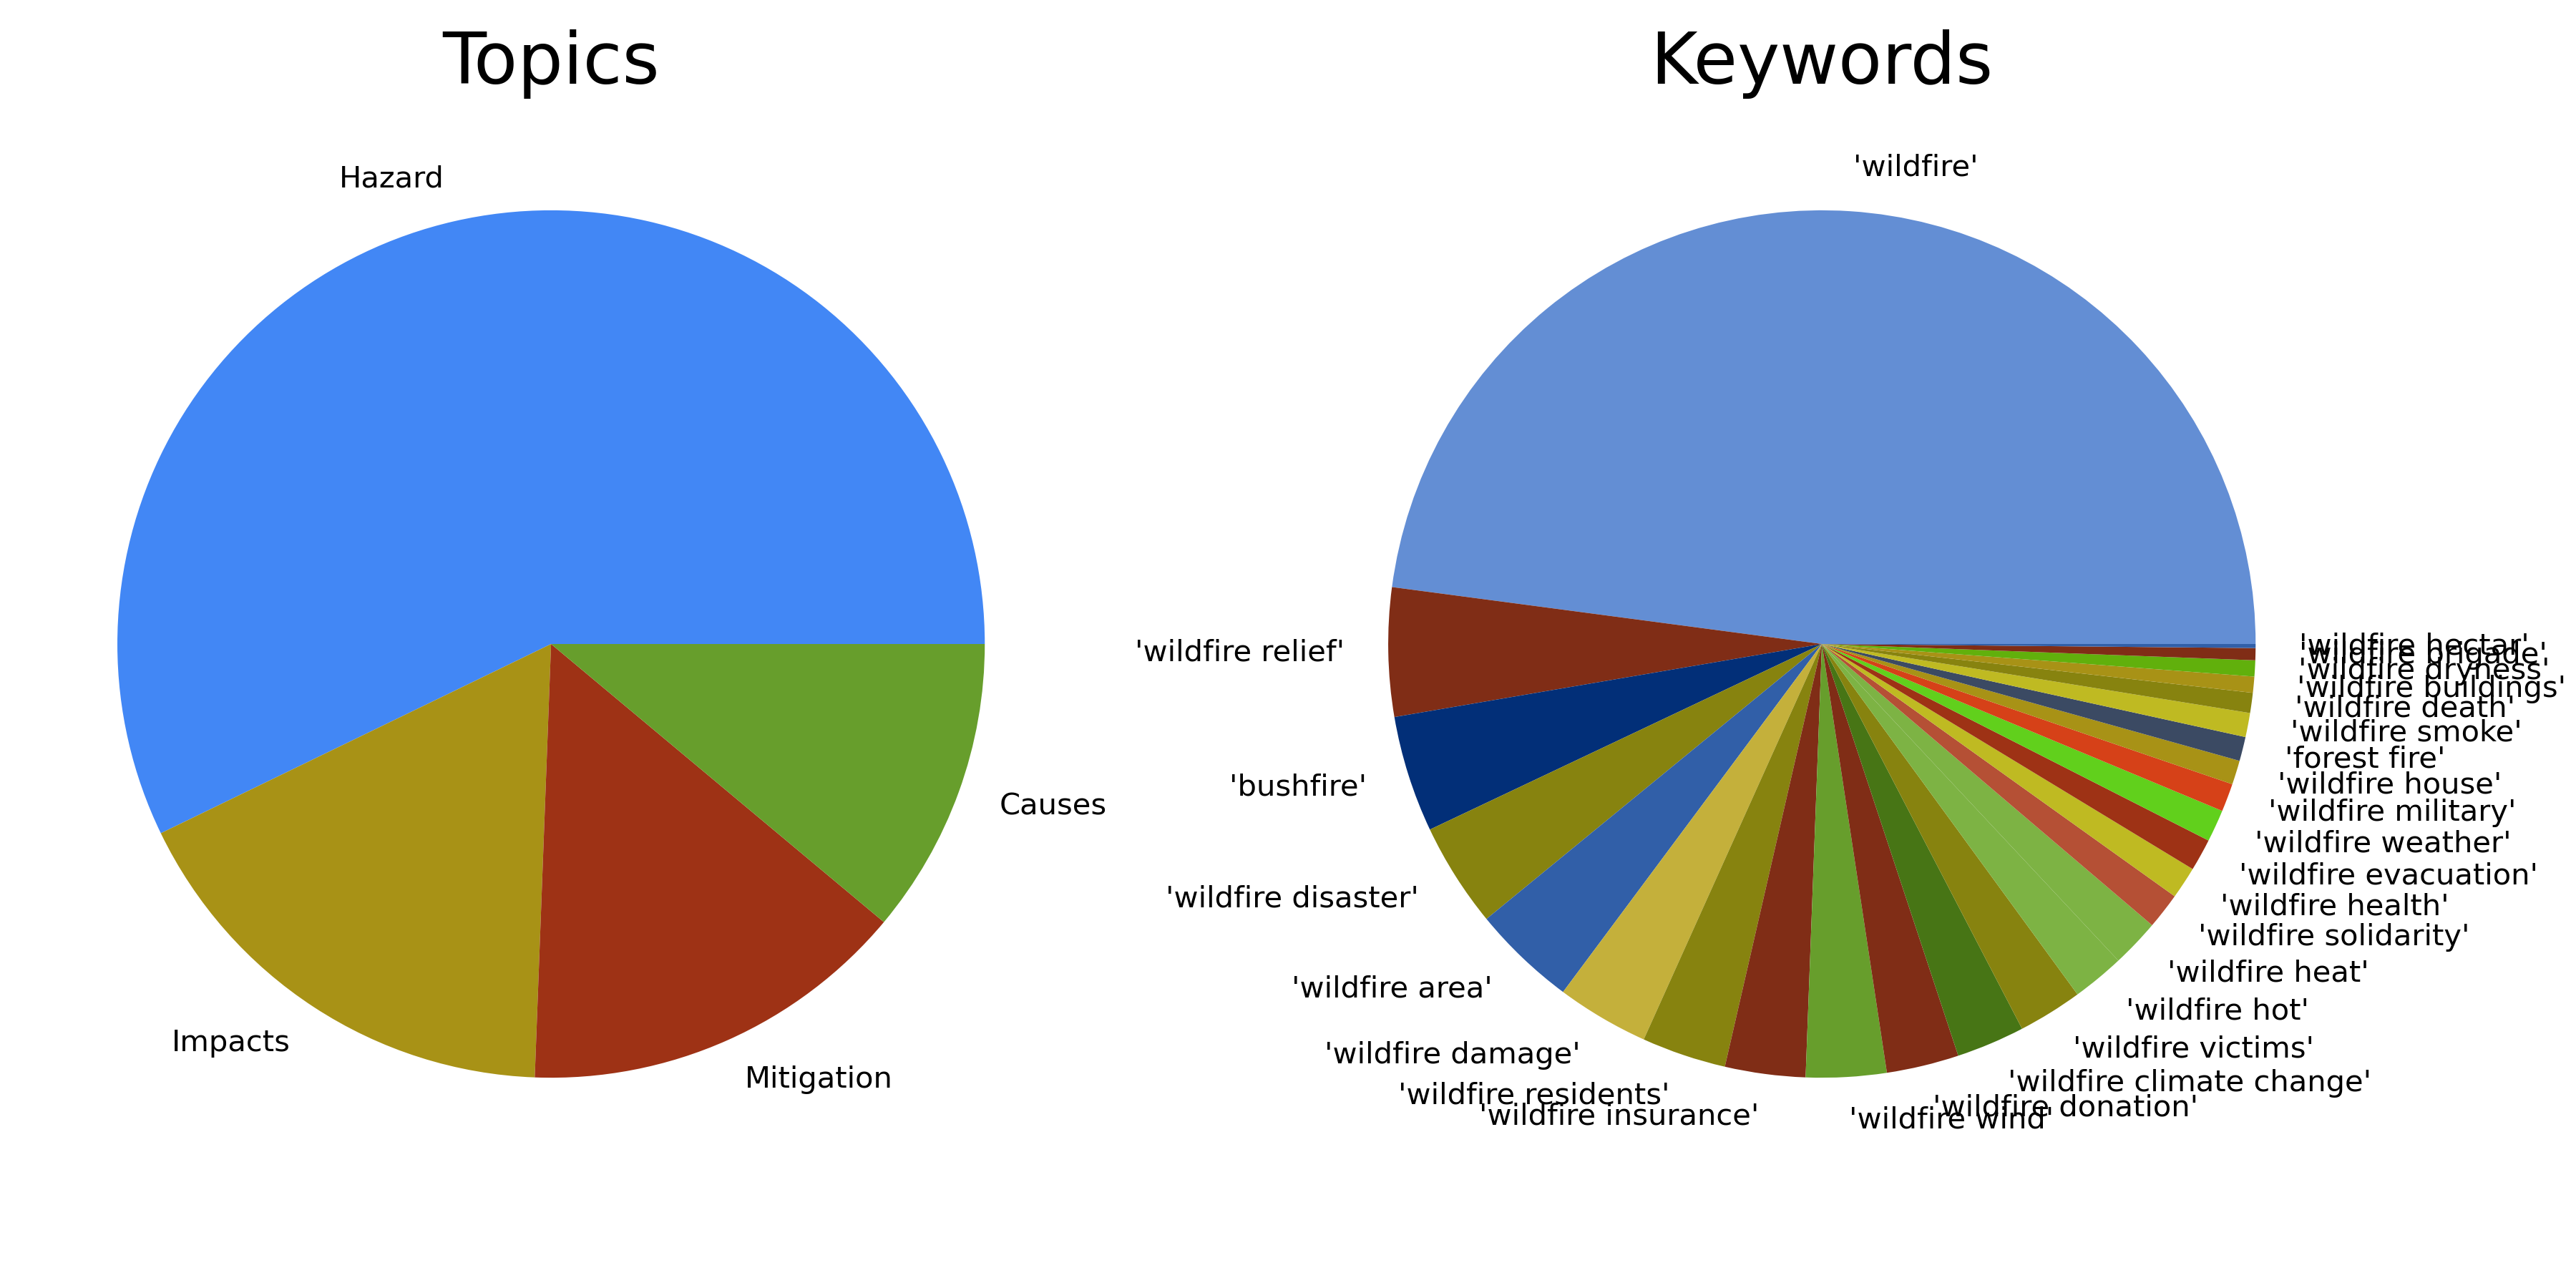 Topics
Hazard
Impacts
Mitigation
Causes
Keywords
'wildfire'
'wildfire relief'
'bushfire'
'wildfire disaster'
'wildfire area'
'wildfire damage'
'wildfire residents'
'wildfire insurance'
'wildfire wind'
'wildfire donation'
'wildfire climate change'
'wildfire victims'
'wildfire hot'
'wildfire heat'
'wildfire solidarity'
'wildfire health'
'wildfire evacuation'
'wildfire weather'
'wildfire military'
'wildfire house'
'forest fire'
'wildfire smoke'
'wildfire death'
'wildfire buildings'
'wildfire dryness'
'wildfire brigade'
'wildfire hectar'